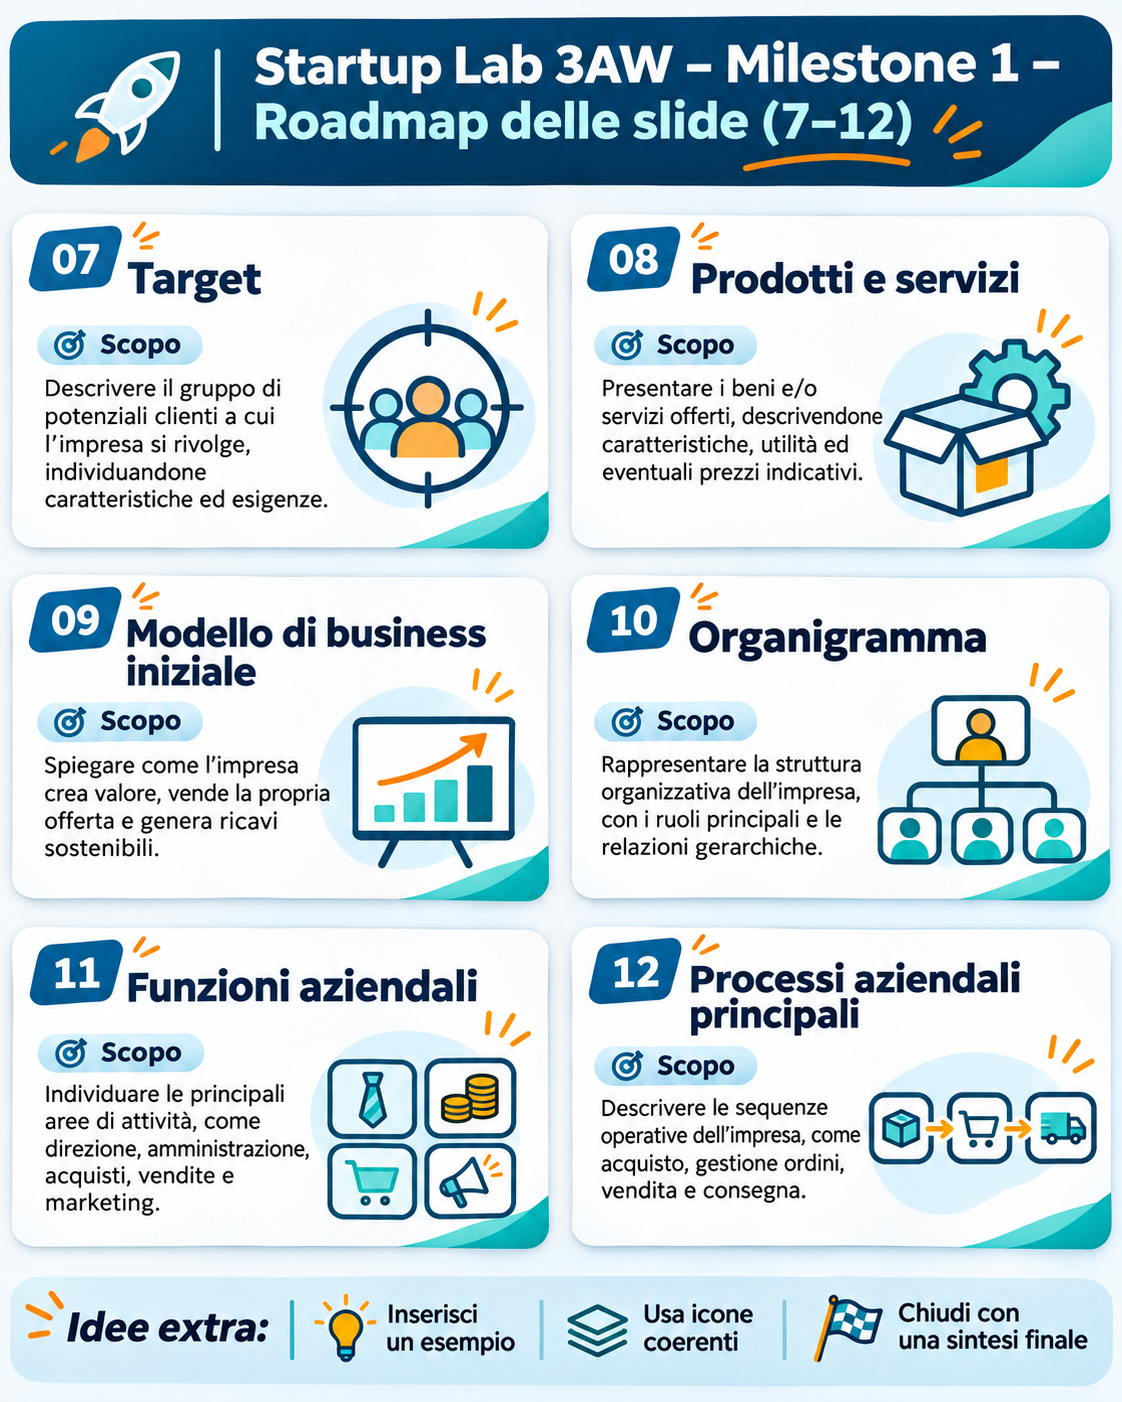 Startup Lab 3AW – Milestone 1 –
Roadmap delle slide (7–12)
07
Target
Scopo
Descrivere il gruppo di
potenziali clienti a cui
l'impresa si rivolge,
individuandone
caratteristiche ed esigenze.
08
Prodotti e servizi
Scopo
Presentare i beni e/o
servizi offerti, descrivendone
caratteristiche, utilità ed
eventuali prezzi indicativi.
09
Modello di business
iniziale
Scopo
Spiegare come l'impresa
crea valore, vende la propria
offerta e genera ricavi
sostenibili.
10
Organigramma
Scopo
Rappresentare la struttura
organizzativa dell'impresa,
con i ruoli principali e le
relazioni gerarchiche.
11
Funzioni aziendali
Scopo
Individuare le principali
aree di attività, come
direzione, amministrazione,
acquisti, vendite e
marketing.
12
Processi aziendali
principali
Scopo
Descrivere le sequenze
operative dell'impresa, come
acquisto, gestione ordini,
vendita e consegna.
Idee extra:
Inserisci
un esempio
Usa icone
coerenti
Chiudi con
una sintesi finale